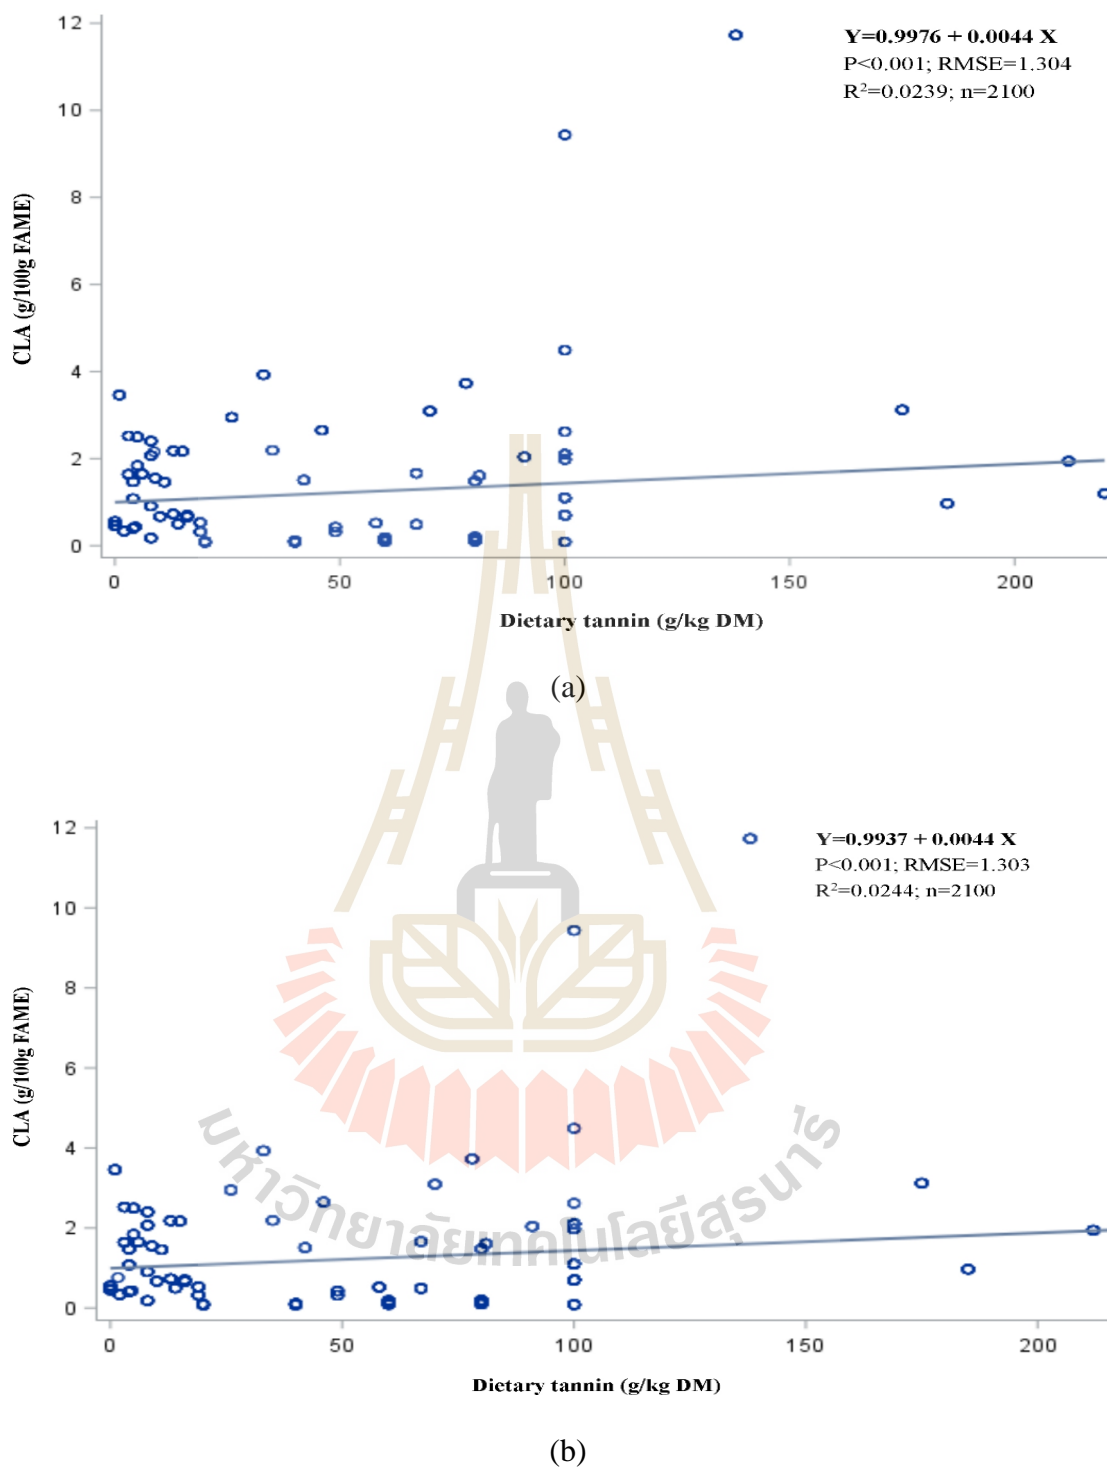 12
10
8
6
4
2
0
CLA (g/100g FAME)
Y=0.9976 + 0.0044 X
P<0.001; RMSE=1.304
R²=0.0239; n=2100
0 50 100 150 200
Dietary tannin (g/kg DM)
(a)
12
10
8
6
4
2
0
CLA (g/100g FAME)
Y=0.9937 + 0.0044 X
P<0.001; RMSE=1.303
R²=0.0244; n=2100
มหาวิทยาลัยเทคโนโลยีสุรนารี
0 50 100 150 200
Dietary tannin (g/kg DM)
(b)